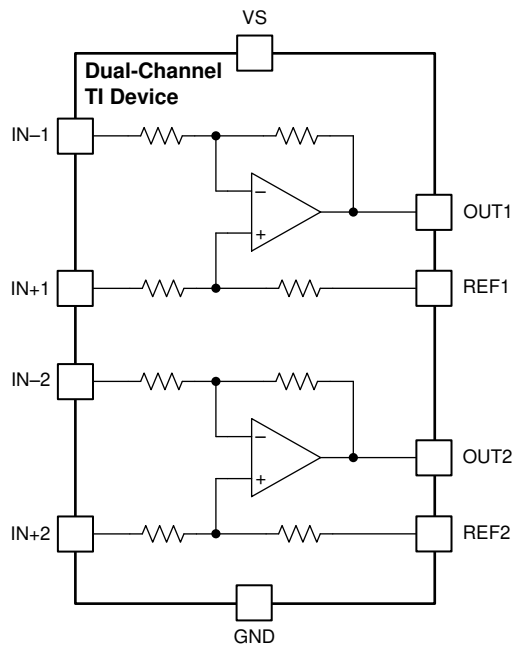 VS
Dual-Channel
TI Device
IN–1
−
OUT1
+
IN+1
REF1
IN–2
−
OUT2
+
IN+2
REF2
GND